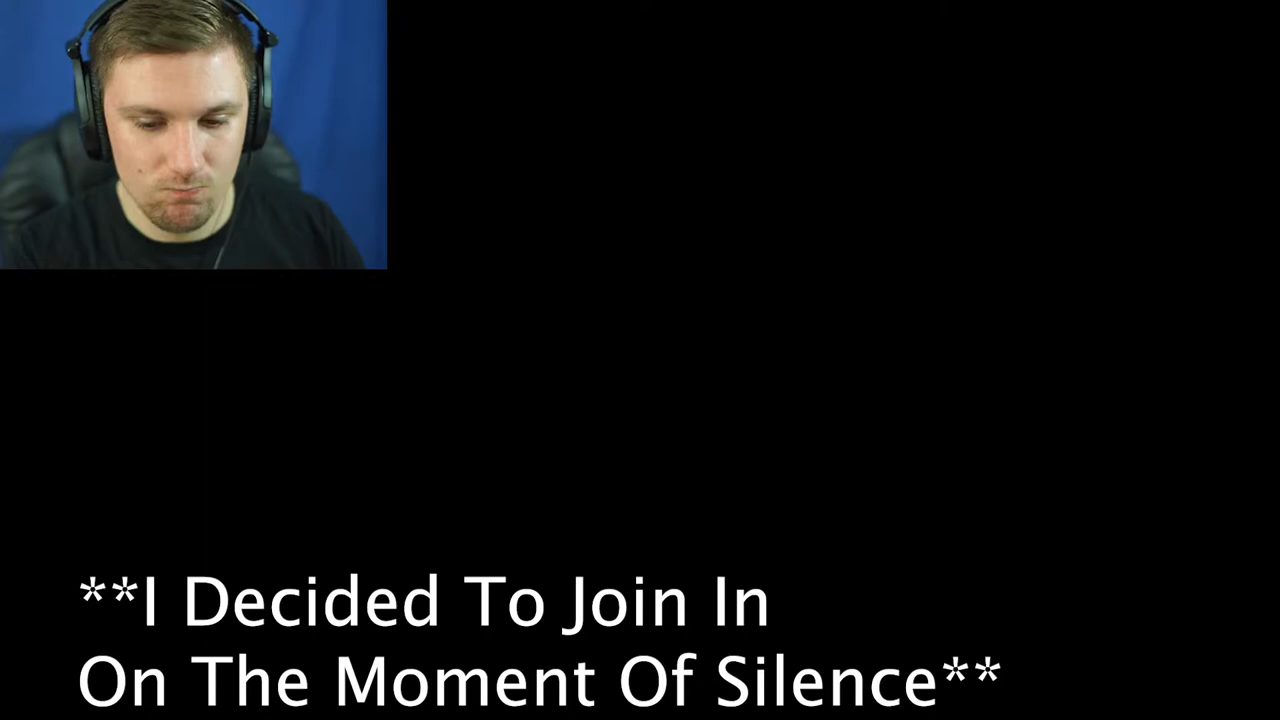 **I Decided To Join In
On The Moment Of Silence**